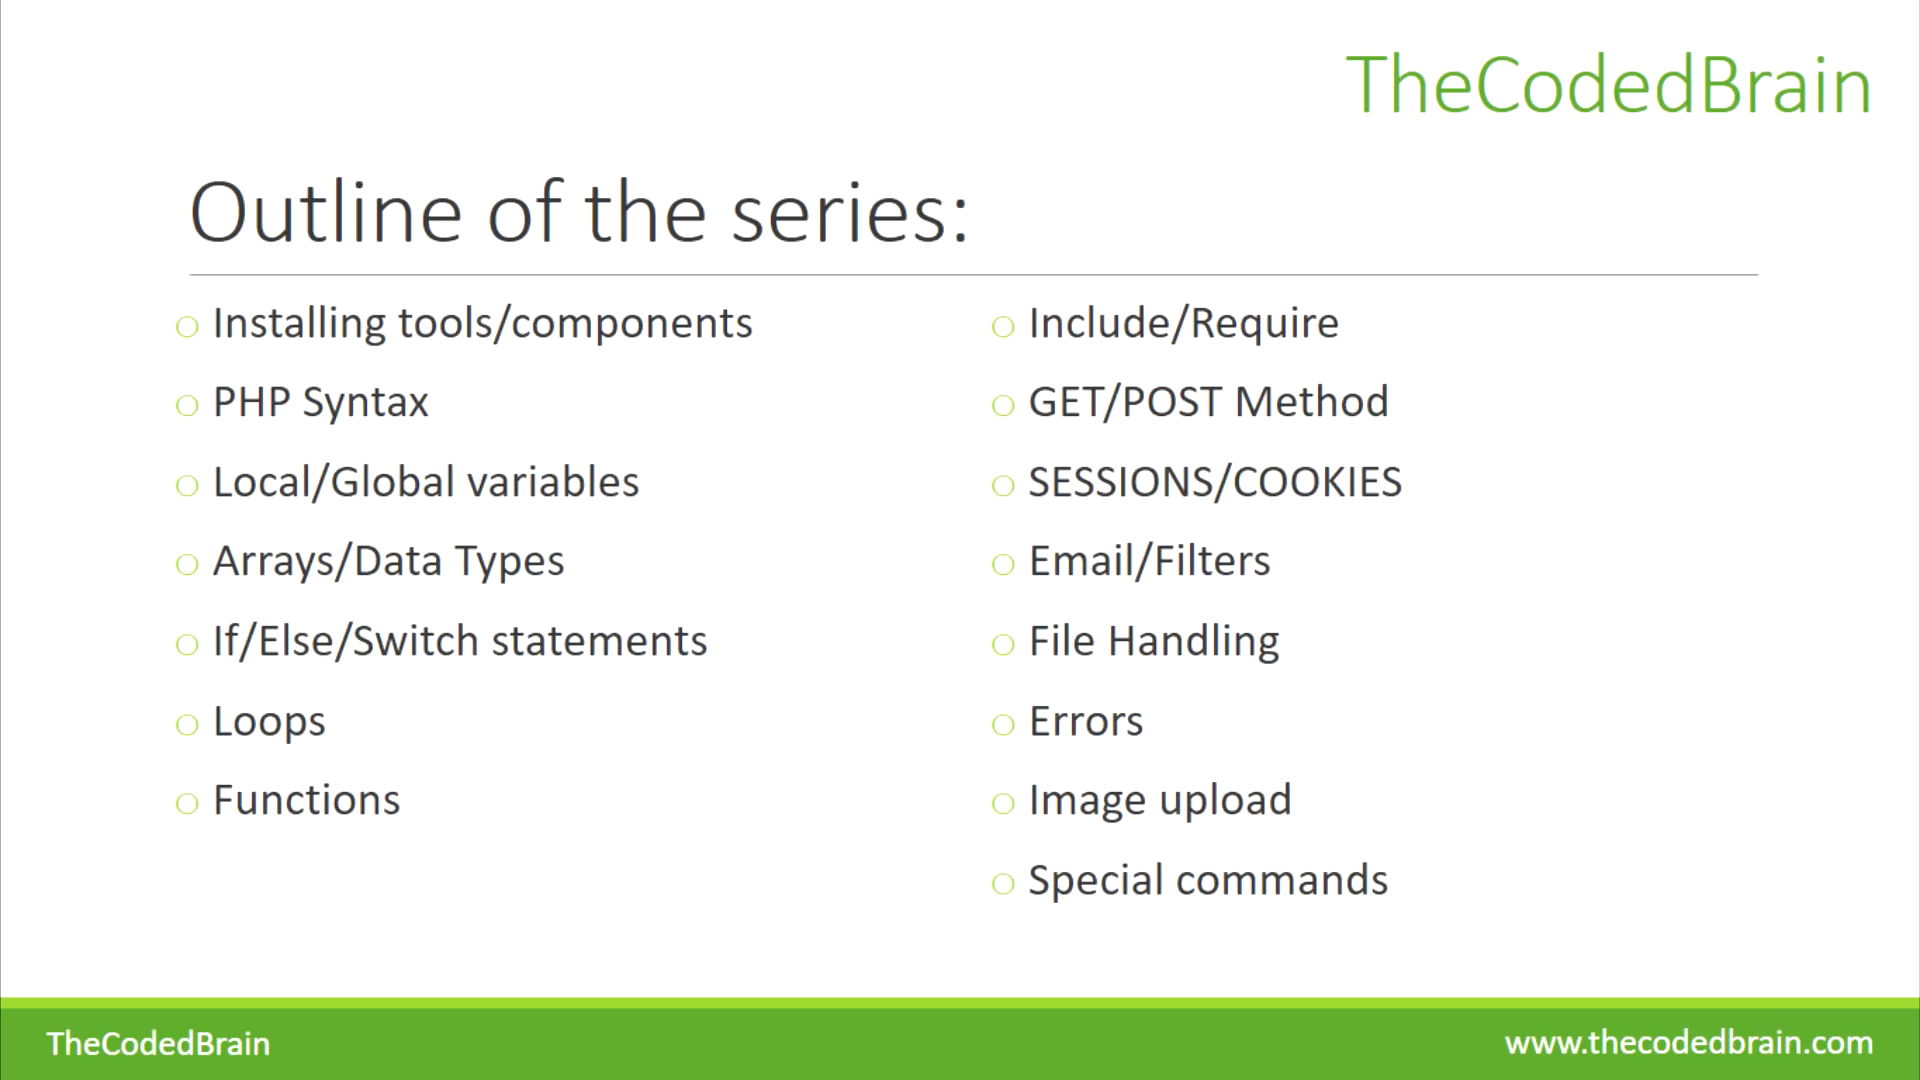 TheCodedBrain
Outline of the series:
Installing tools/components
PHP Syntax
Local/Global variables
Arrays/Data Types
If/Else/Switch statements
Loops
Functions
Include/Require
GET/POST Method
SESSIONS/COOKIES
Email/Filters
File Handling
Errors
Image upload
Special commands
TheCodedBrain
www.thecodedbrain.com